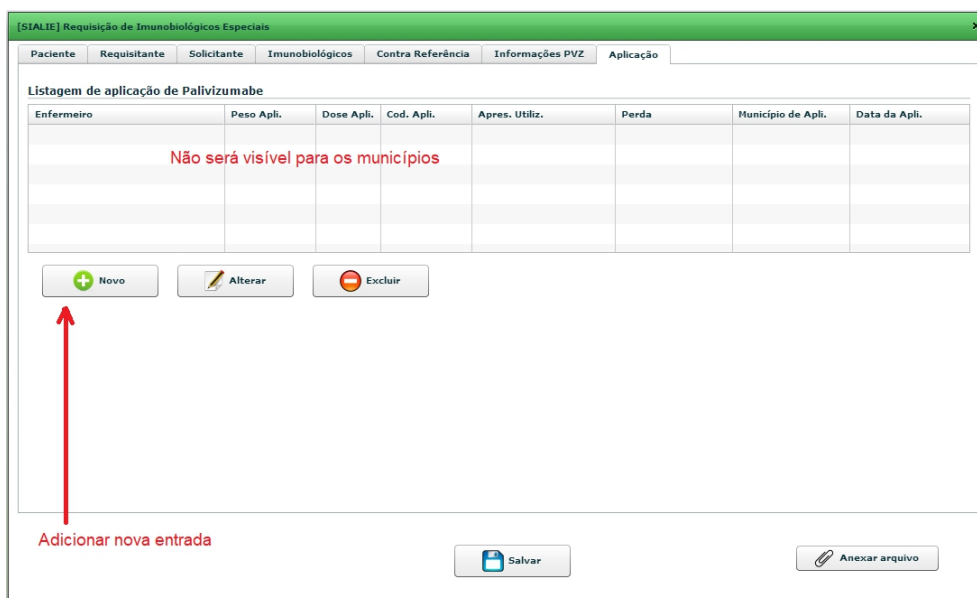 [SIALIE] Requisição de Imunobiológicos Especiais
Paciente Requisitante Solicitante Imunobiológicos Contra Referência Informações PVZ Aplicação
Listagem de aplicação de Palivizumabe
Enfermeiro Peso Apli. Dose Apli. Cod. Apli. Apres. Utiliz. Perda Município de Apli. Data da Apli.
Não será visível para os municípios
Novo Alterar Excluir
Adicionar nova entrada
Salvar Anexar arquivo